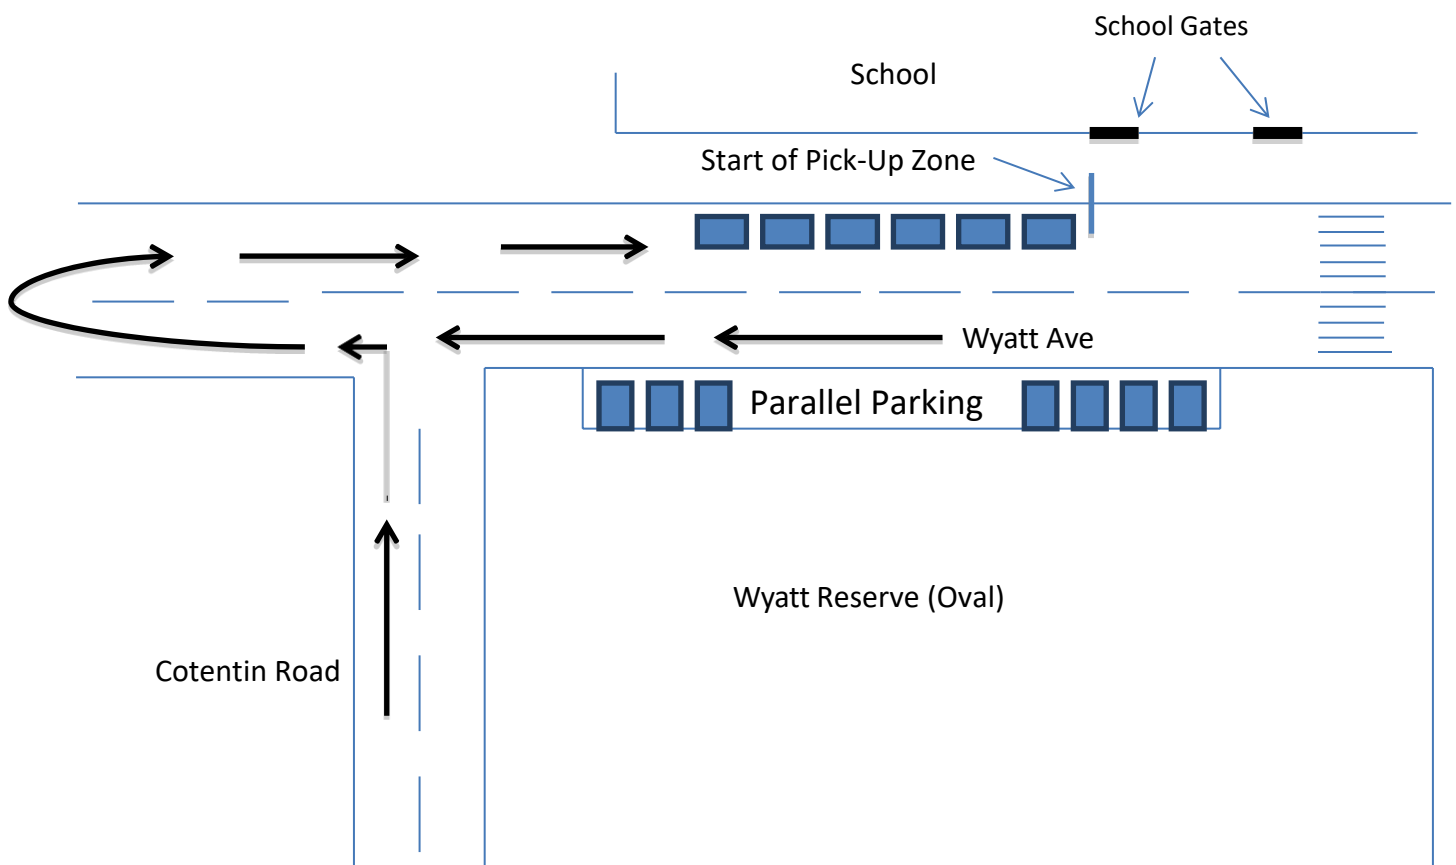 School Gates
School
Start of Pick-Up Zone
Wyatt Ave
Parallel Parking
Wyatt Reserve (Oval)
Cotentin Road